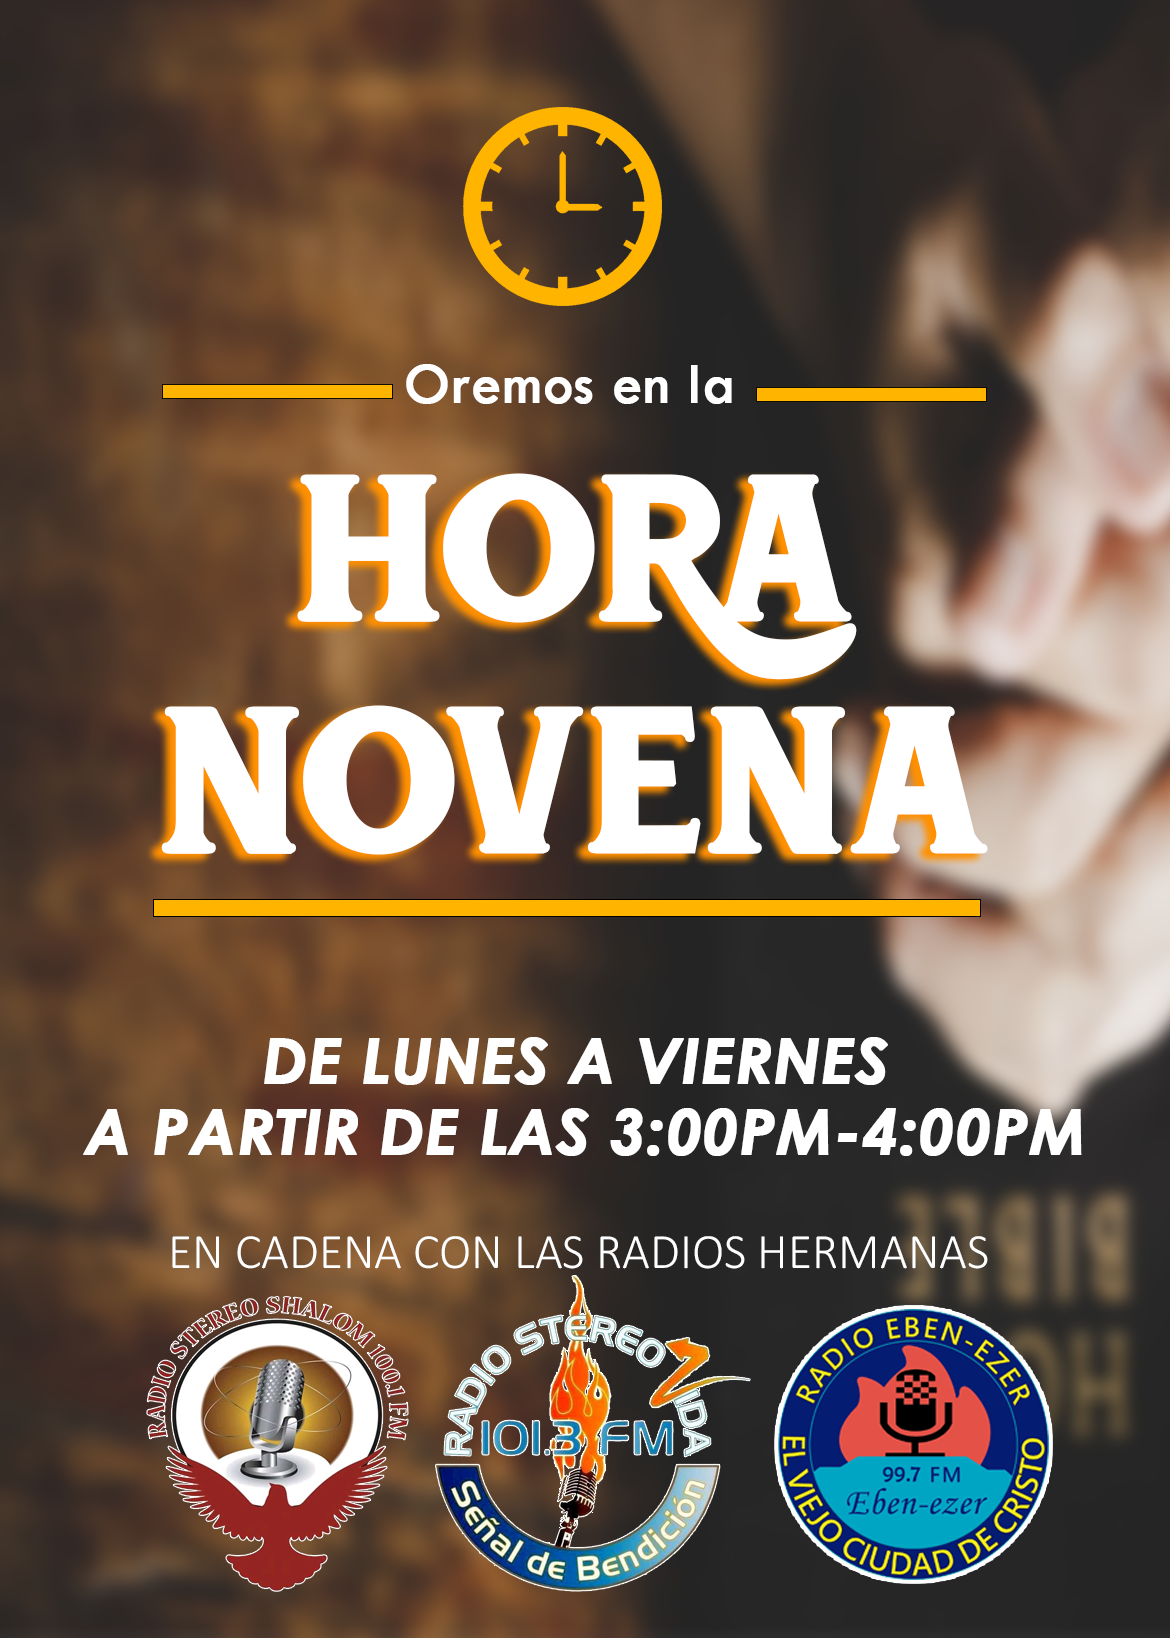 Oremos en la
HORA
NOVENA
DE LUNES A VIERNES
A PARTIR DE LAS 3:00PM-4:00PM
EN CADENA CON LAS RADIOS HERMANAS
RADIO STEREO SHALOM 100.1 FM
RADIO STEREO VIDA
101.3 FM
Señal de Bendición
RADIO EBEN-EZER
99.7 FM
Eben-ezer
EL VIEJO CIUDAD DE CRISTO